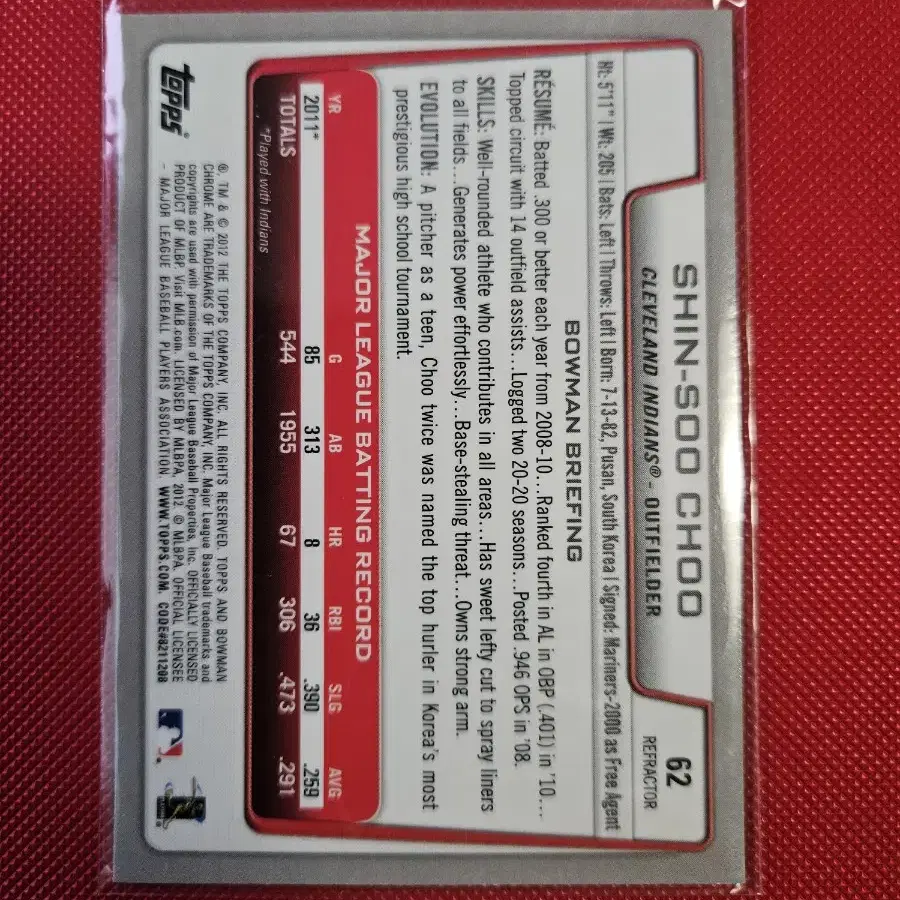 SHIN-SOO CHOO
CLEVELAND INDIANS® - OUTFIELDER
62
REFRACTOR
Ht: 5'11" | Wt: 205 | Bats: Left | Throws: Left | Born: 7-13-82, Pusan, South Korea | Signed: Mariners-2000 as Free Agent
BOWMAN BRIEFING
RÉSUMÉ: Batted .300 or better each year from 2008-10...Ranked fourth in AL in OBP (.401) in '10...
Topped circuit with 14 outfield assists...Logged two 20-20 seasons...Posted .946 OPS in '08.
SKILLS: Well-rounded athlete who contributes in all areas...Has sweet lefty cut to spray liners
to all fields...Generates power effortlessly...Base-stealing threat...Owns strong arm.
EVOLUTION: A pitcher as a teen, Choo twice was named the top hurler in Korea's most
prestigious high school tournament.
MAJOR LEAGUE BATTING RECORD
YR G AB HR RBI SLG AVG
2011* 85 313 8 36 .390 .259
TOTALS 544 1955 67 306 .473 .291
*Played with Indians
topps®
®, TM & © 2012 THE TOPPS COMPANY, INC. ALL RIGHTS RESERVED. TOPPS AND BOWMAN
CHROME ARE TRADEMARKS OF THE TOPPS COMPANY, INC. Major League Baseball trademarks and
copyrights are used with permission of Major League Baseball Properties, Inc. OFFICIALLY LICENSED
PRODUCT OF MLBP. Visit MLB.com. LICENSED BY MLBPA, 2012 © MLBPA. OFFICIAL LICENSEE
- MAJOR LEAGUE BASEBALL PLAYERS ASSOCIATION. WWW.TOPPS.COM. CODE#8211208